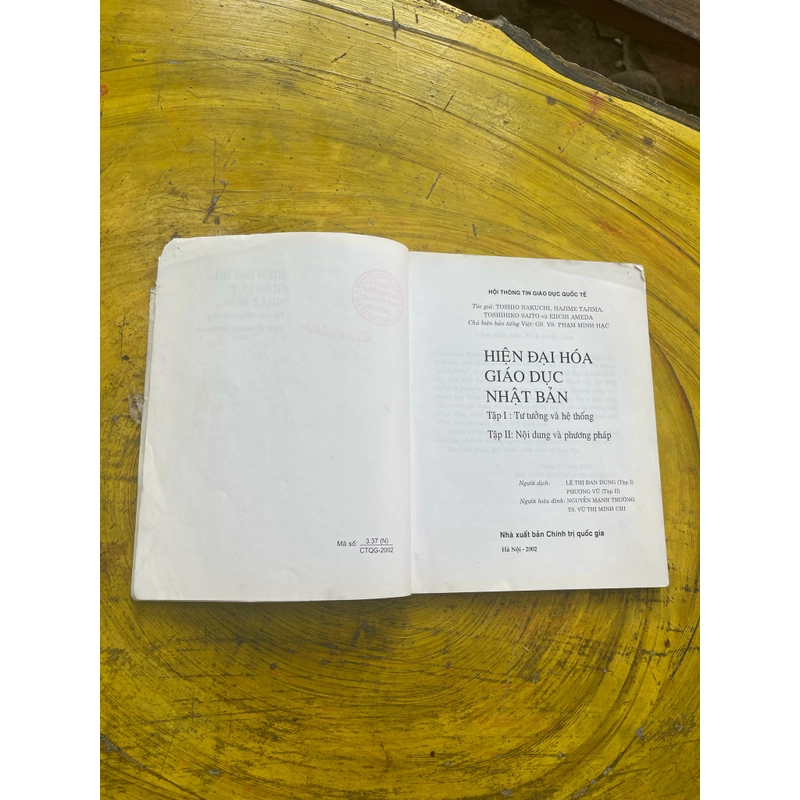 Mã số: 3.37 (N)
CTQG-2002
HỘI THÔNG TIN GIÁO DỤC QUỐC TẾ
Tác giả: TOSHIO NAKUCHI, HAJIME TAJIMA,
TOSHIHIKO SAITO và EIICHI AMEDA
Chủ biên bản tiếng Việt: GS. VS. PHẠM MINH HẠC
HIỆN ĐẠI HÓA
GIÁO DỤC
NHẬT BẢN
Tập I : Tư tưởng và hệ thống
Tập II: Nội dung và phương pháp
Người dịch: LÊ THỊ ĐAN DUNG (Tập I)
PHƯƠNG VŨ (Tập II)
Người hiệu đính: NGUYỄN MẠNH TRƯỜNG
TS. VŨ THỊ MINH CHI
Nhà xuất bản Chính trị quốc gia
Hà Nội - 2002